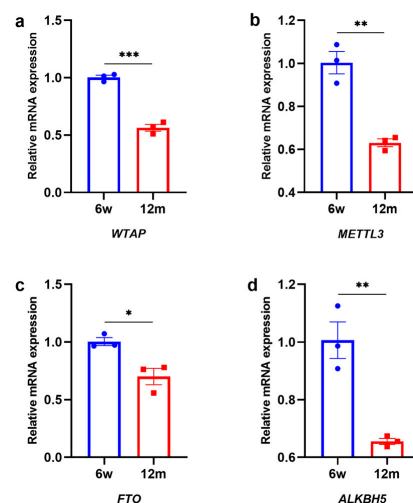 a
Relative mRNA expression
1.5
1.0
0.5
0.0
***
6w 12m
WTAP
b
Relative mRNA expression
1.2
1.0
0.8
0.6
0.4
**
6w 12m
METTL3
c
Relative mRNA expression
1.5
1.0
0.5
0.0
*
6w 12m
FTO
d
Relative mRNA expression
1.2
1.0
0.8
0.6
**
6w 12m
ALKBH5